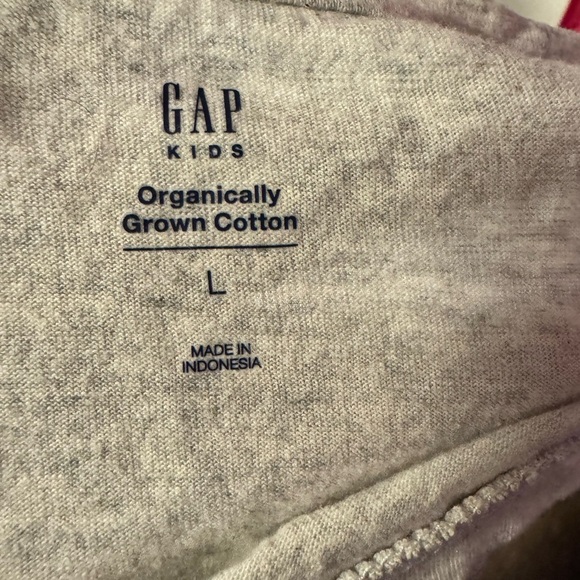 GAP
KIDS
Organically
Grown Cotton
L
MADE IN
INDONESIA